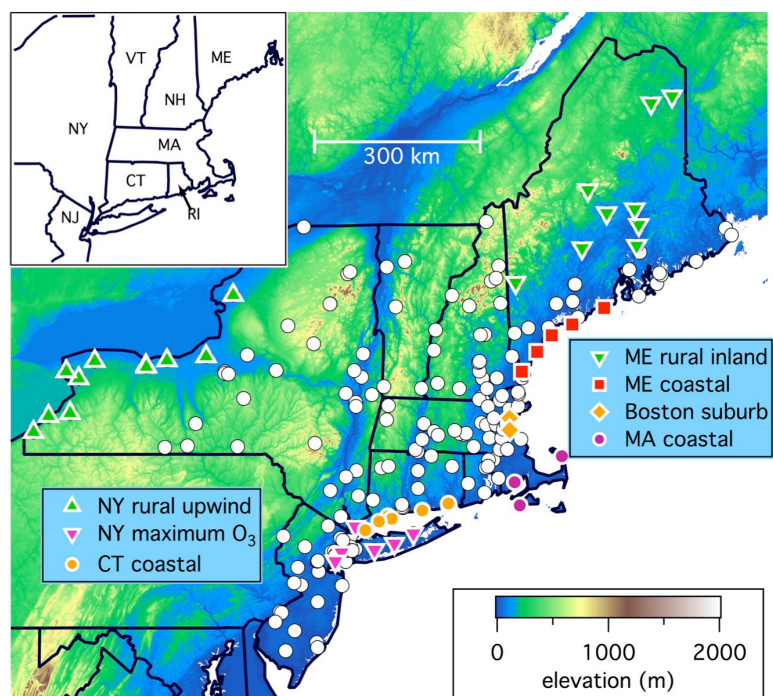 VT
ME
NH
NY
MA
CT
NJ
RI
300 km
ME rural inland
ME coastal
Boston suburb
MA coastal
NY rural upwind
NY maximum O₃
CT coastal
0 1000 2000
elevation (m)